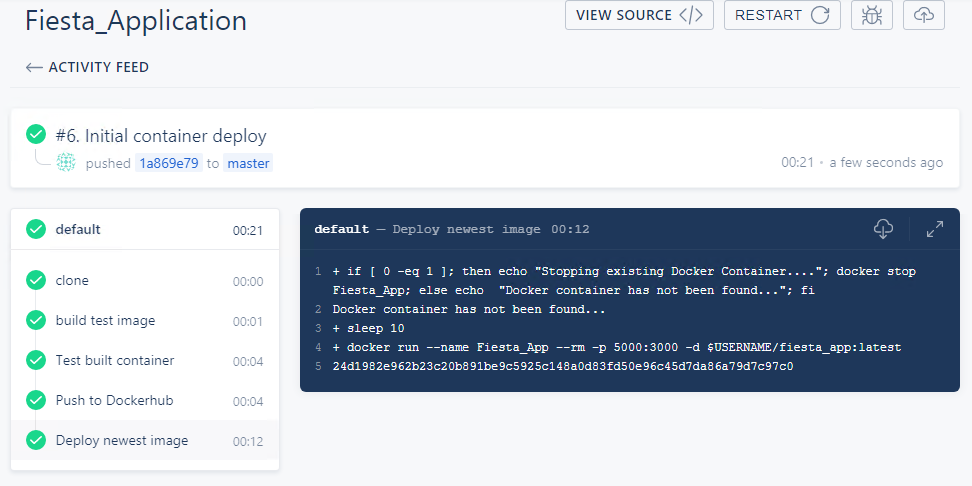 Fiesta_Application
VIEW SOURCE </>
RESTART
← ACTIVITY FEED
#6. Initial container deploy
pushed 1a869e79 to master
00:21 · a few seconds ago
default 00:21
clone 00:00
build test image 00:01
Test built container 00:04
Push to Dockerhub 00:04
Deploy newest image 00:12
default — Deploy newest image 00:12
1 + if [ 0 -eq 1 ]; then echo "Stopping existing Docker Container...."; docker stop
Fiesta_App; else echo  "Docker container has not been found..."; fi
2 Docker container has not been found...
3 + sleep 10
4 + docker run --name Fiesta_App --rm -p 5000:3000 -d $USERNAME/fiesta_app:latest
5 24d1982e962b23c20b891be9c5925c148a0d83fd50e96c45d7da86a79d7c97c0